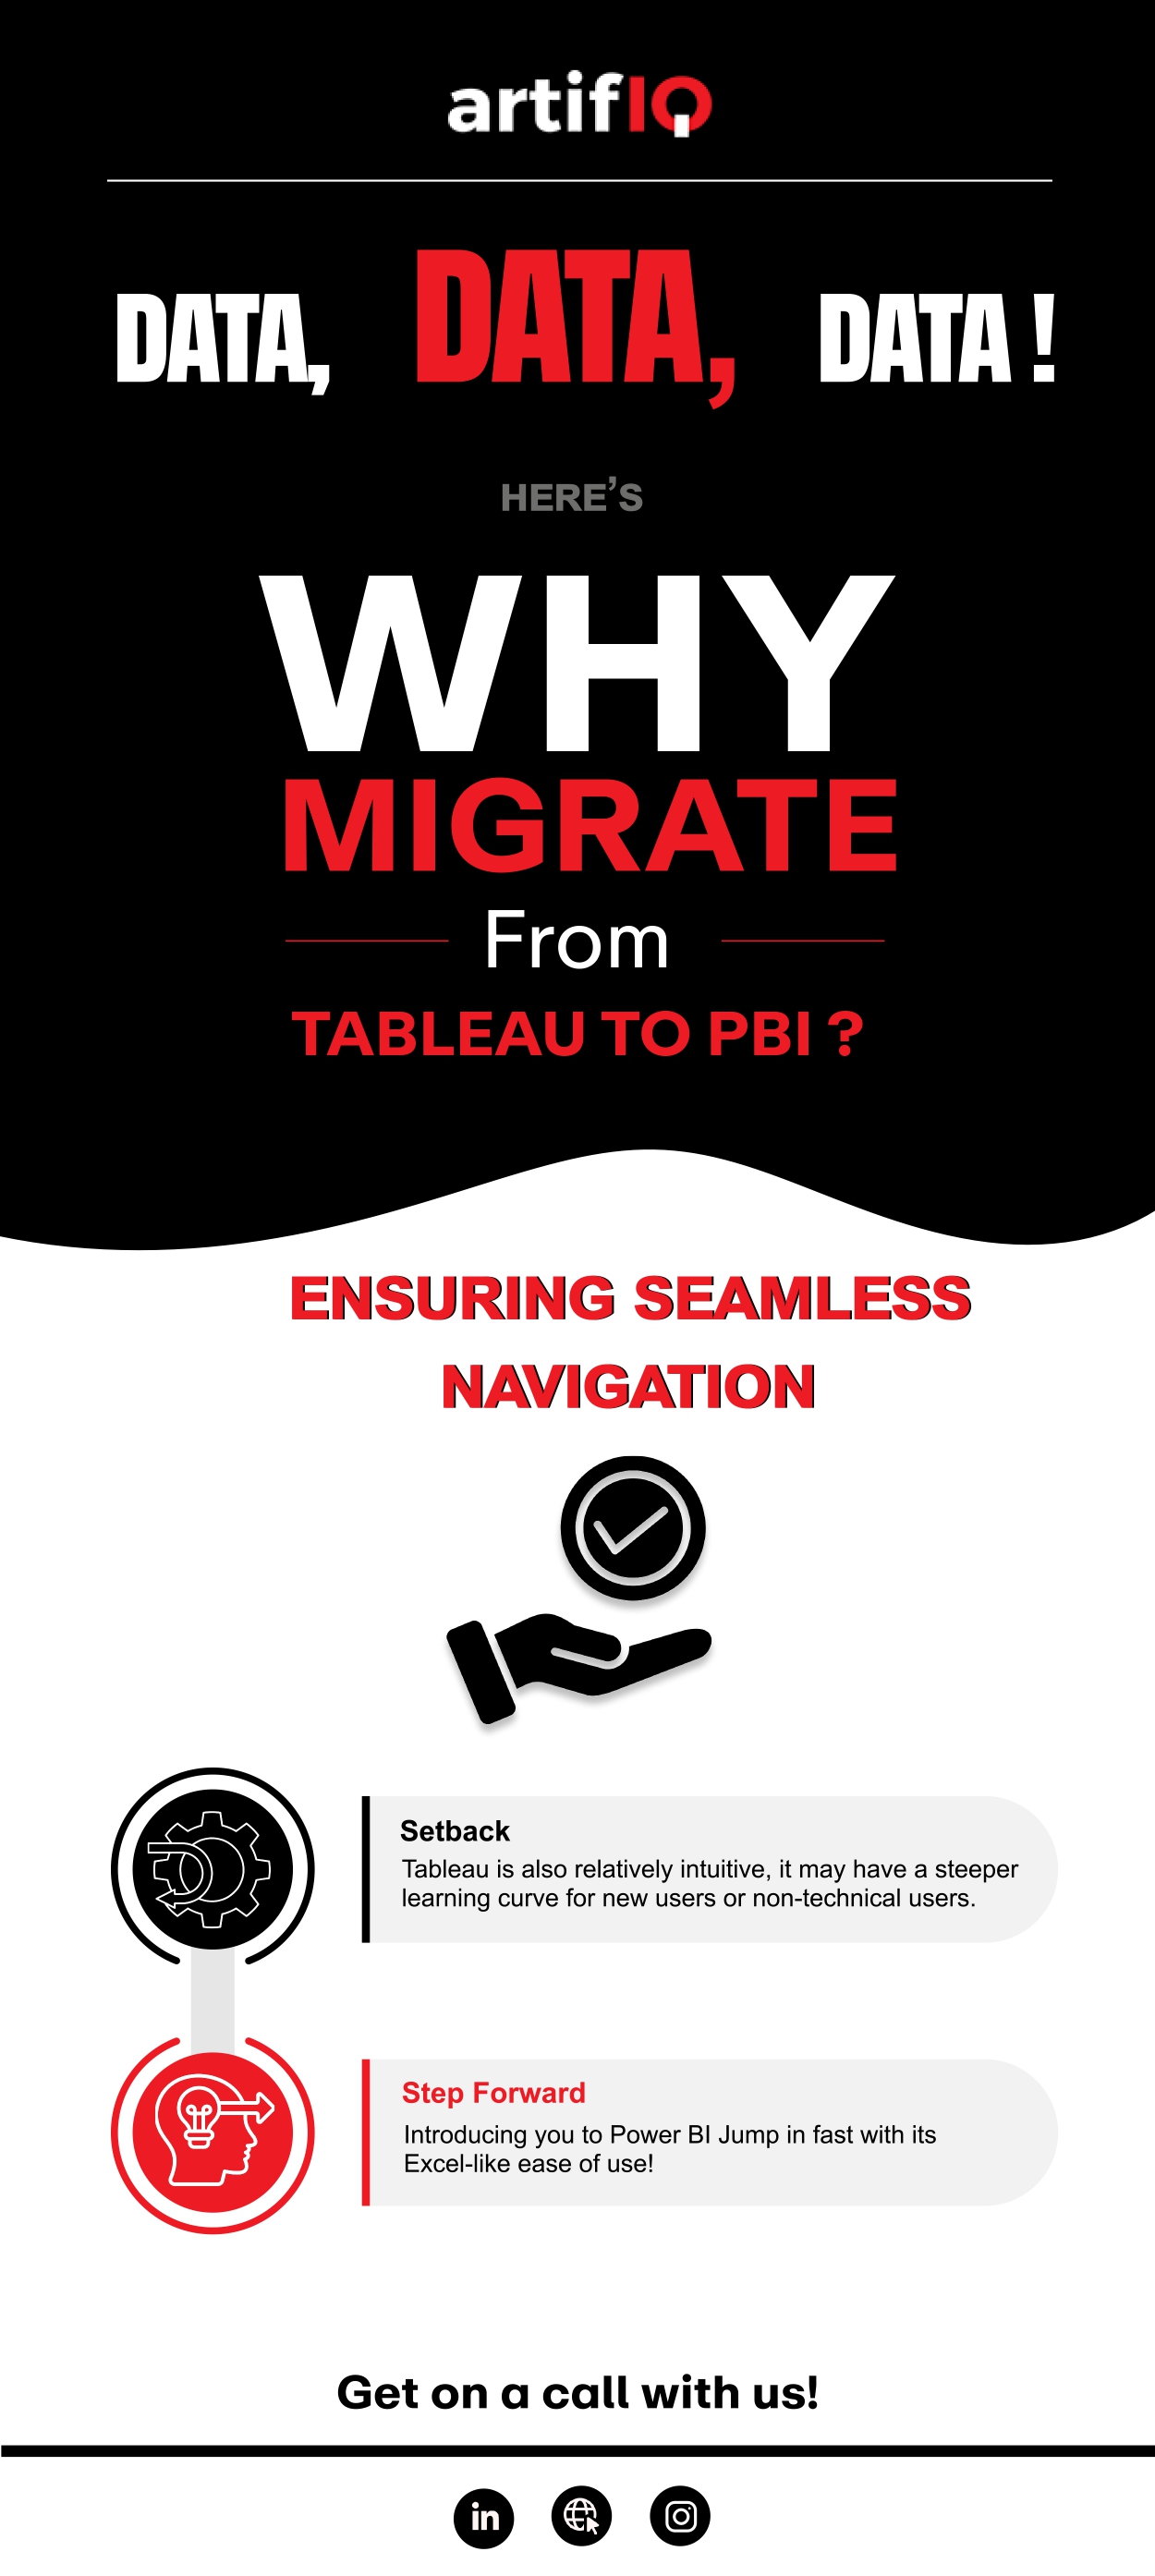 artifIQ
DATA, DATA, DATA !
HERE'S
WHY
MIGRATE
From
TABLEAU TO PBI ?
ENSURING SEAMLESS
NAVIGATION
Setback
Tableau is also relatively intuitive, it may have a steeper
learning curve for new users or non-technical users.
Step Forward
Introducing you to Power BI Jump in fast with its
Excel-like ease of use!
Get on a call with us!
in